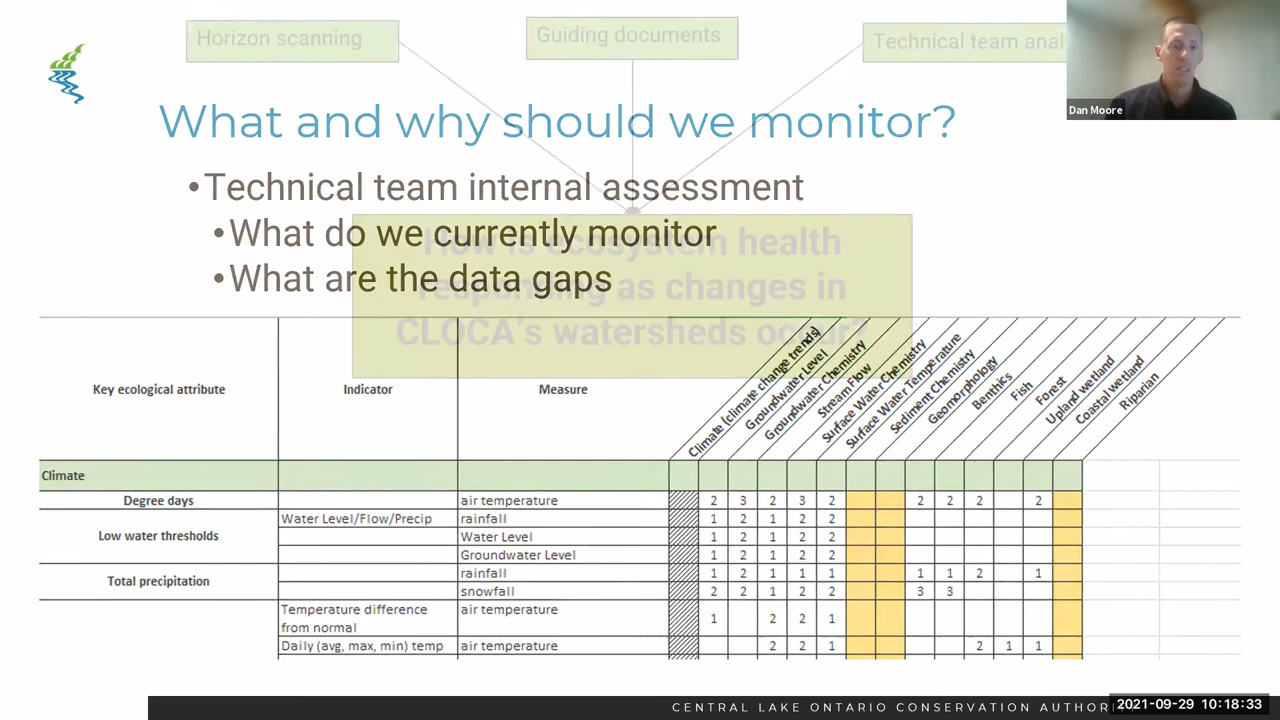 Horizon scanning
Guiding documents
Technical team anal
Dan Moore
What and why should we monitor?
•Technical team internal assessment
•What do we currently monitor
•What are the data gaps
How is ecosystem health
responding as changes in
CLOCA's watersheds occur?
Key ecological attribute Indicator Measure
Climate (climate change trends)
Groundwater Level
Groundwater Chemistry
Stream Flow
Surface Water Chemistry
Surface Water Temperature
Sediment Chemistry
Geomorphology
Benthics
Fish
Forest
Upland wetland
Coastal wetland
Riparian
Climate
Degree days air temperature 2 3 2 3 2 2 2 2 2
Low water thresholds
Water Level/Flow/Precip rainfall 1 2 1 2 2
Water Level 1 2 1 2 2
Groundwater Level 1 2 1 2 2
Total precipitation
rainfall 1 2 1 1 1 1 1 2 1
snowfall 2 2 1 2 2 3 3
Temperature difference air temperature
from normal
1 2 2 1
Daily (avg, max, min) temp air temperature 2 2 1 2 1 1
CENTRAL LAKE ONTARIO CONSERVATION AUTHORI
2021-09-29 10:18:33